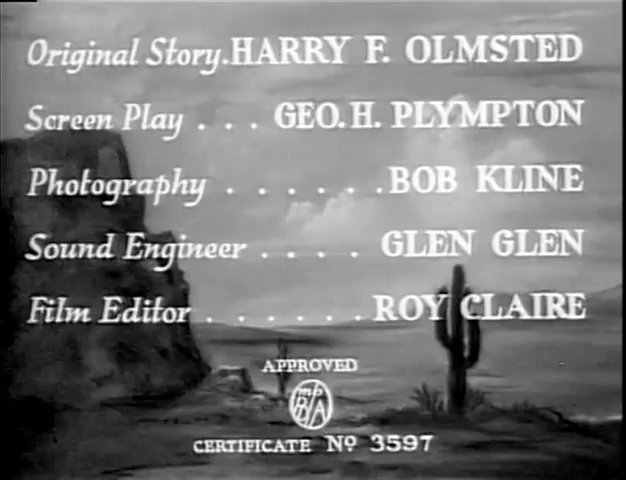 Original Story.HARRY F. OLMSTED
Screen Play . . . GEO. H. PLYMPTON
Photography . . . . . . .BOB KLINE
Sound Engineer . . . . GLEN GLEN
Film Editor . . . . . . ROY CLAIRE
APPROVED
MPPDA
CERTIFICATE Nº 3597